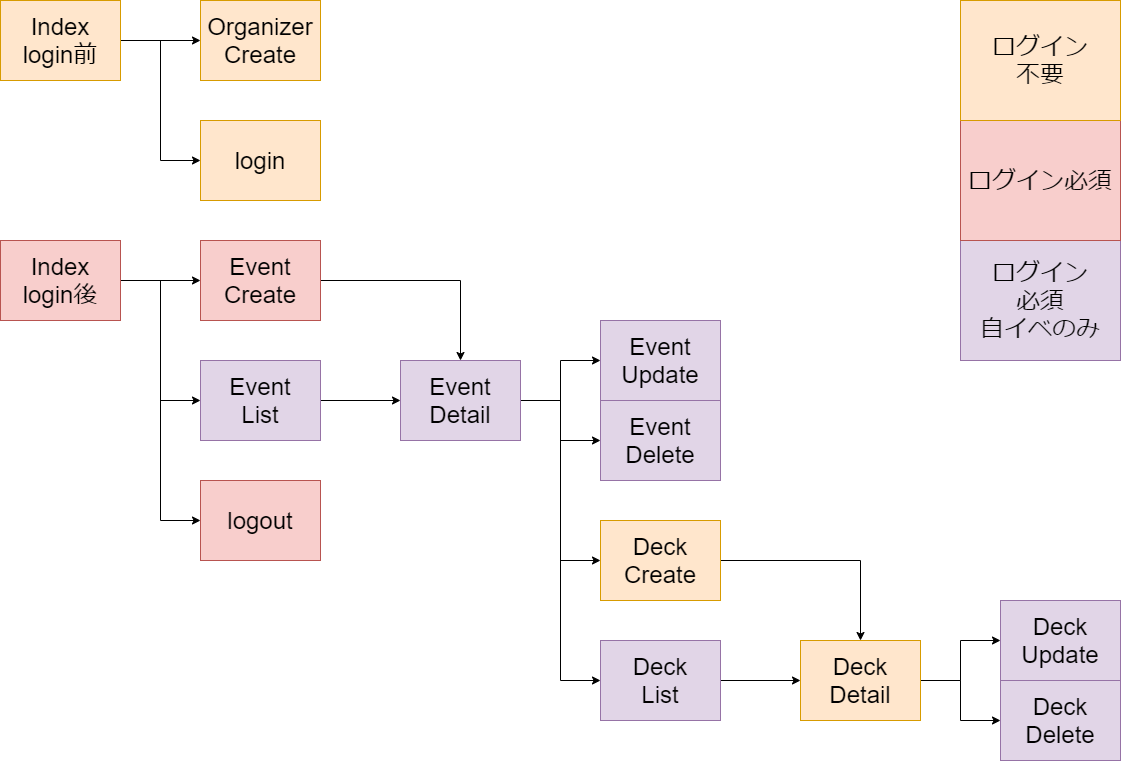 Index
login前
Organizer
Create
login
ログイン
不要
ログイン必須
ログイン
必須
自イベのみ
Index
login後
Event
Create
Event
List
Event
Detail
logout
Event
Update
Event
Delete
Deck
Create
Deck
List
Deck
Detail
Deck
Update
Deck
Delete